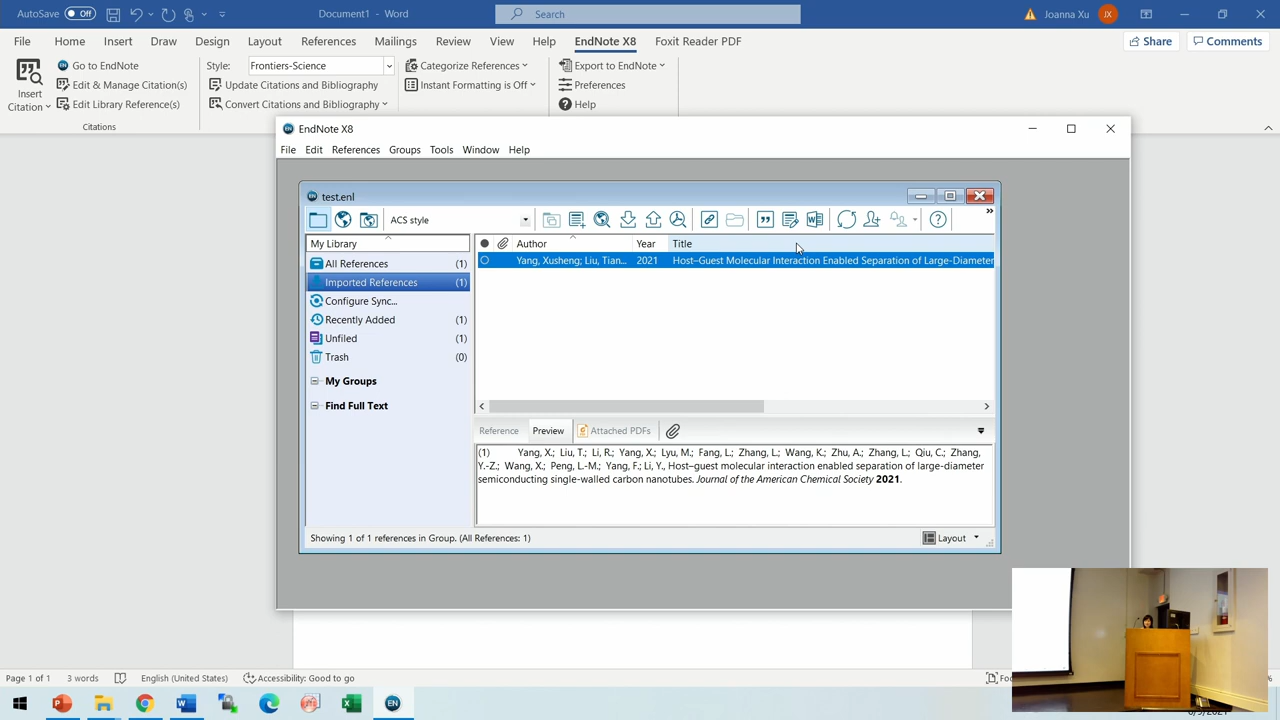 AutoSave Off Document1 - Word Search Joanna Xu JX
File Home Insert Draw Design Layout References Mailings Review View Help EndNote X8 Foxit Reader PDF Share Comments
Go to EndNote Style: Frontiers-Science Categorize References Export to EndNote
Insert Citation Edit & Manage Citation(s) Update Citations and Bibliography Instant Formatting is Off Preferences
Edit Library Reference(s) Convert Citations and Bibliography Help
Citations
EN EndNote X8
File Edit References Groups Tools Window Help
EN test.enl
ACS style
My Library Author Year Title
All References (1) Yang, Xusheng; Liu, Tian... 2021 Host–Guest Molecular Interaction Enabled Separation of Large-Diameter
Imported References (1)
Configure Sync...
Recently Added (1)
Unfiled (1)
Trash (0)
My Groups
Find Full Text
Reference Preview Attached PDFs
(1) Yang, X.; Liu, T.; Li, R.; Yang, X.; Lyu, M.; Fang, L.; Zhang, L.; Wang, K.; Zhu, A.; Zhang, L.; Qiu, C.; Zhang,
Y.-Z.; Wang, X.; Peng, L.-M.; Yang, F.; Li, Y., Host–guest molecular interaction enabled separation of large-diameter
semiconducting single-walled carbon nanotubes. Journal of the American Chemical Society 2021.
Showing 1 of 1 references in Group. (All References: 1) Layout
Page 1 of 1 3 words English (United States) Accessibility: Good to go
EN